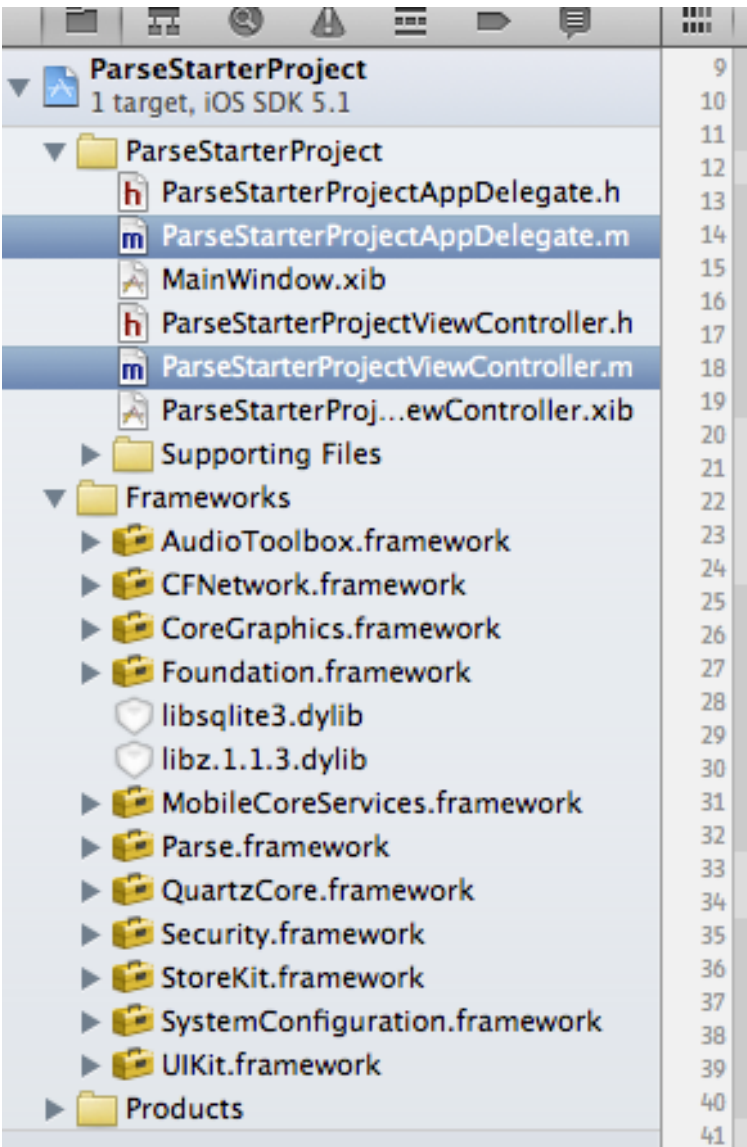 ParseStarterProject
1 target, iOS SDK 5.1
ParseStarterProject
h ParseStarterProjectAppDelegate.h
m ParseStarterProjectAppDelegate.m
MainWindow.xib
h ParseStarterProjectViewController.h
m ParseStarterProjectViewController.m
ParseStarterProj...ewController.xib
Supporting Files
Frameworks
AudioToolbox.framework
CFNetwork.framework
CoreGraphics.framework
Foundation.framework
libsqlite3.dylib
libz.1.1.3.dylib
MobileCoreServices.framework
Parse.framework
QuartzCore.framework
Security.framework
StoreKit.framework
SystemConfiguration.framework
UIKit.framework
Products
9
10
11
12
13
14
15
16
17
18
19
20
21
22
23
24
25
26
27
28
29
30
31
32
33
34
35
36
37
38
39
40
41